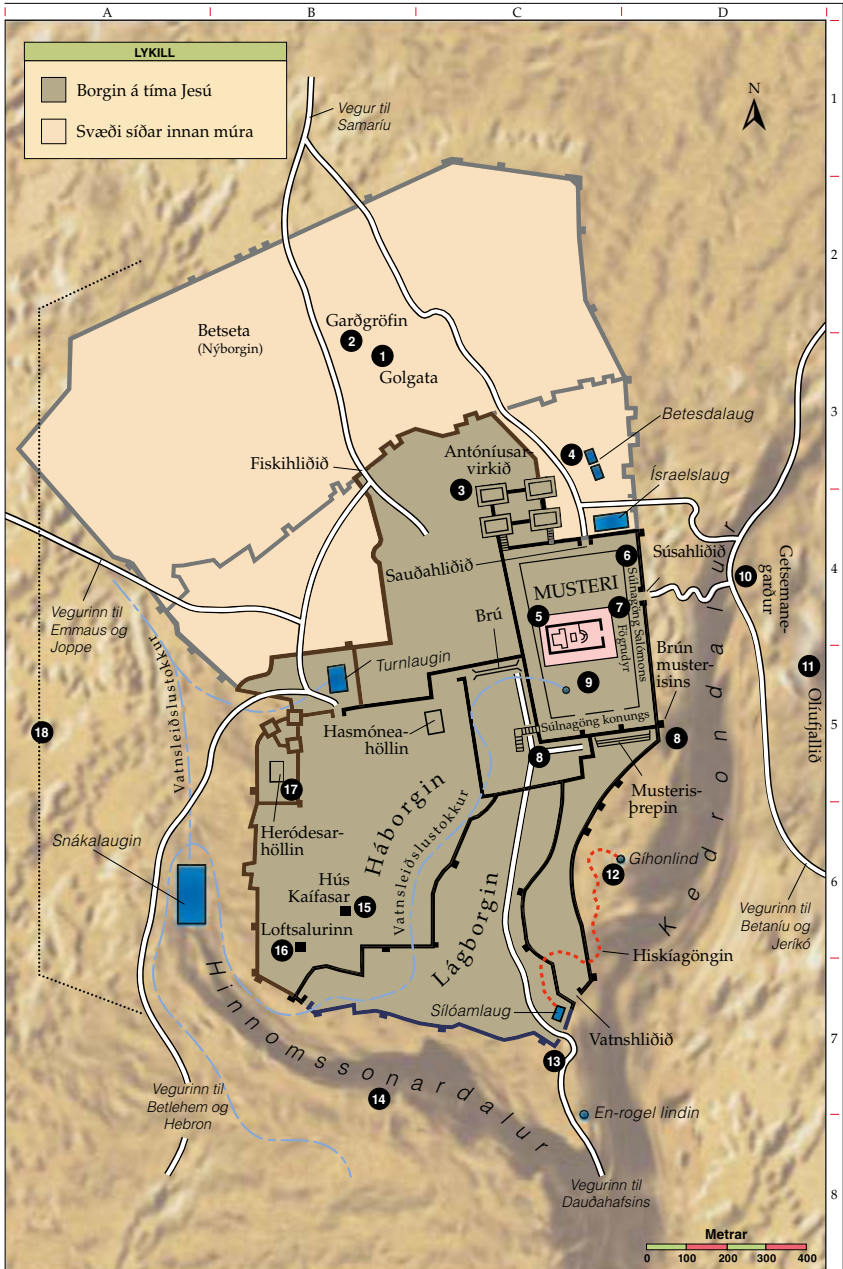 A
B
C
D
LYKILL
Borgin á tíma Jesú
Svæði síðar innan múra
Vegur til
Samaríu
N
1
2
3
4
5
6
7
8
Betseta
(Nýborgin)
Garðgröfin
2
1
Golgata
Fiskihliðið
Antóníusar-
virkið
3
4
Betesdalaug
Ísraelslaug
Sauðahliðið
MUSTERI
6
7
5
9
Súsahliðið
Súlnagöng Salómons
Fögrudyr
10
Getsemane-
garður
11
Olíufjallið
Vegurinn til
Emmaus og
Joppe
Vatnsleiðslustokkur
Turnlaugin
Brú
Brún
muster-
isins
18
Hasmónea-
höllin
Súlnagöng konungs
8
8
Musteris-
þrepin
17
Heródesar-
höllin
Háborgin
Vatnsleiðslustokkur
Snákalaugin
Hús
Kaífasar
15
Loftsalurinn
16
Lágborgin
Gíhonlind
12
Kedrondalur
Vegurinn til
Betaníu og
Jeríkó
Hiskíagöngin
Sílóamlaug
Vatnshliðið
13
Hinnomssonardalur
14
Vegurinn til
Betlehem og
Hebron
En-rogel lindin
Vegurinn til
Dauðahafsins
Metrar
0 100 200 300 400